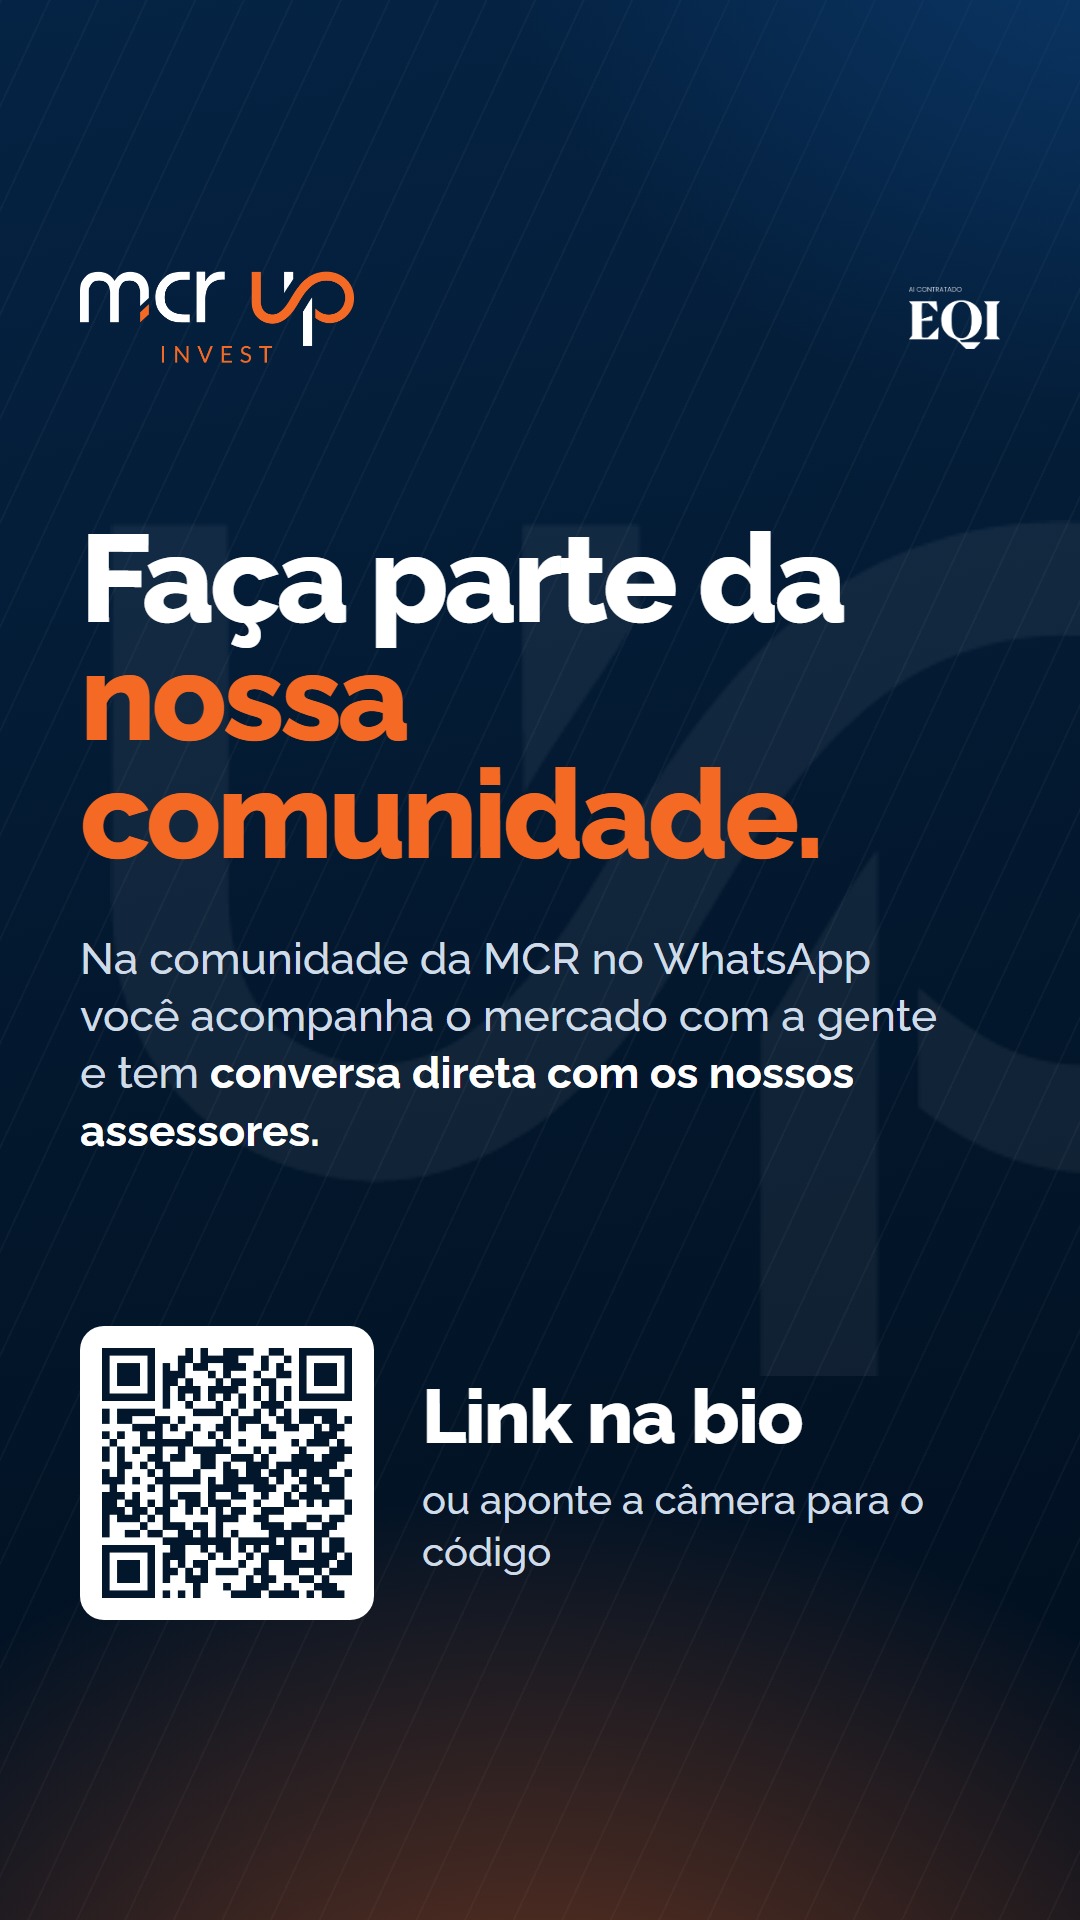 mcr up
INVEST
AI CONTRATADO
EQI
Faça parte da
nossa
comunidade.
Na comunidade da MCR no WhatsApp
você acompanha o mercado com a gente
e tem conversa direta com os nossos
assessores.
Link na bio
ou aponte a câmera para o
código